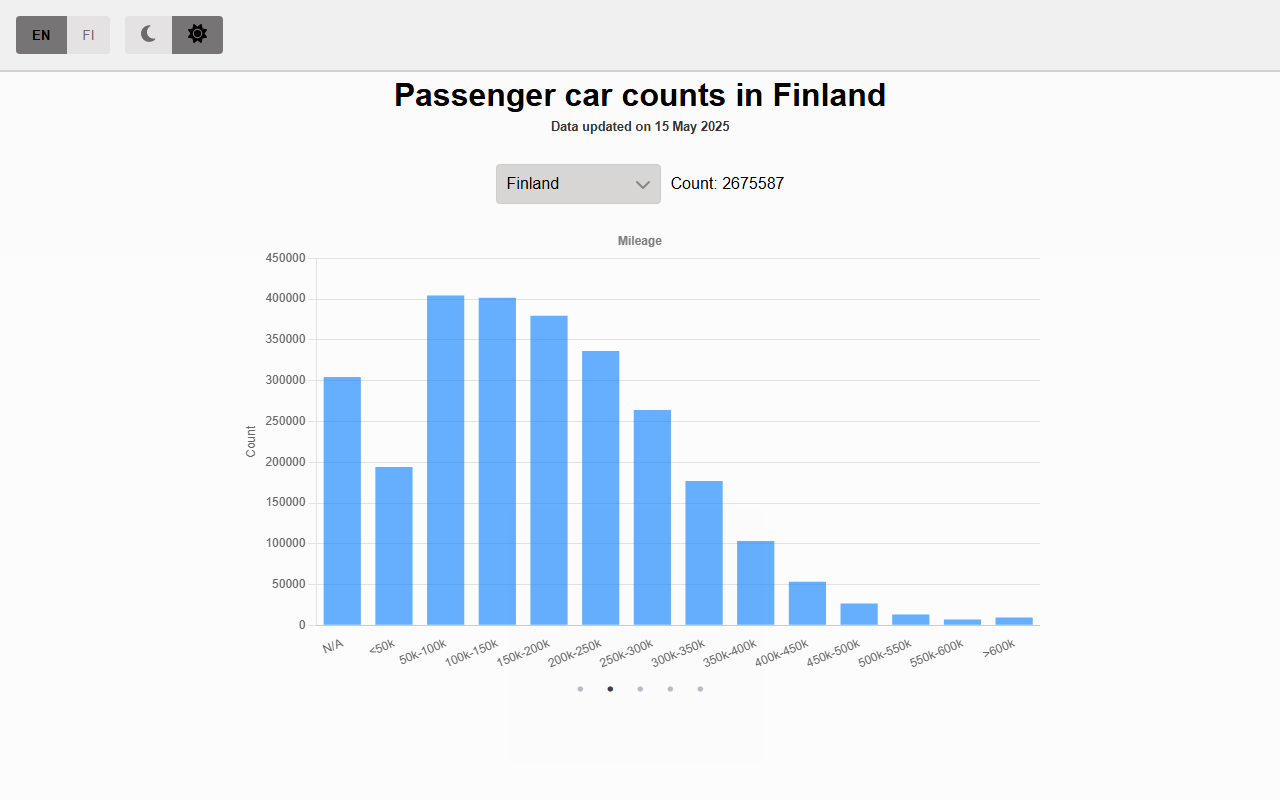 EN FI
Passenger car counts in Finland
Data updated on 15 May 2025
Finland Count: 2675587
Mileage
450000
400000
350000
300000
250000
200000
150000
100000
50000
0
Count
N/A <50k 50k-100k 100k-150k 150k-200k 200k-250k 250k-300k 300k-350k 350k-400k 400k-450k 450k-500k 500k-550k 550k-600k >600k